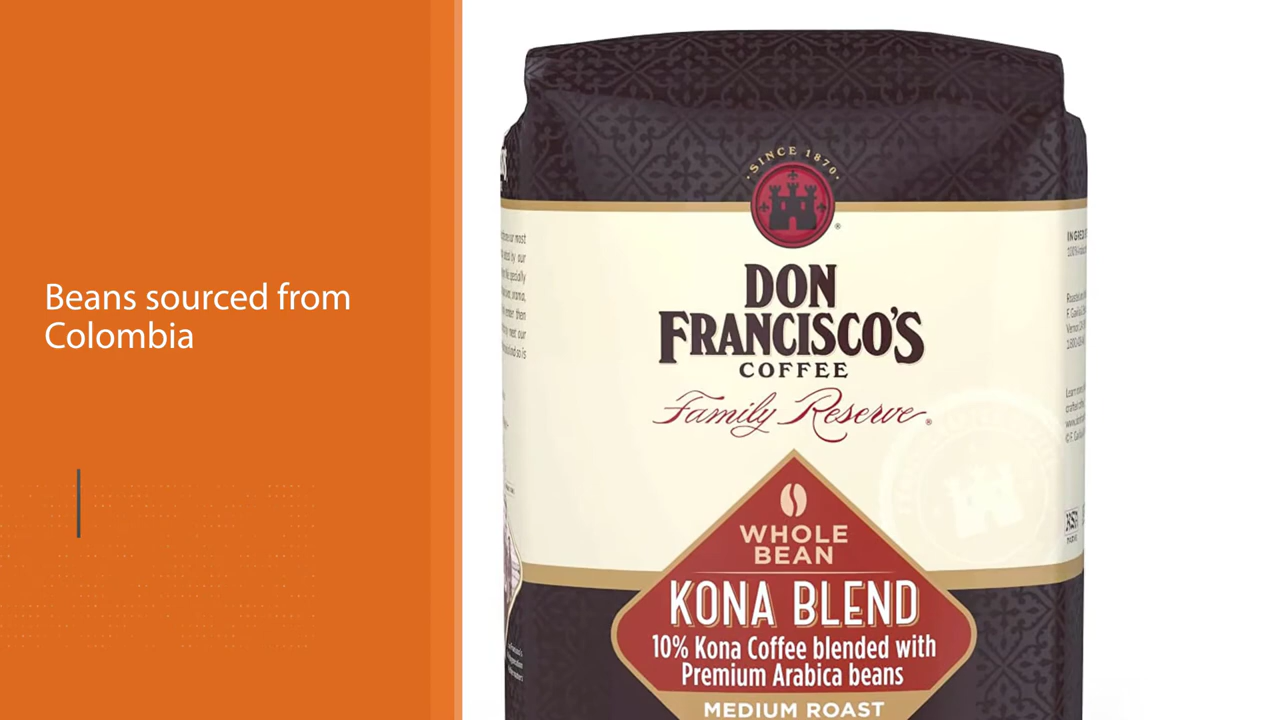 Beans sourced from
Colombia
·SINCE 1870·
DON
FRANCISCO'S
COFFEE
Family Reserve®
WHOLE
BEAN
KONA BLEND
10% Kona Coffee blended with
Premium Arabica beans
MEDIUM ROAST